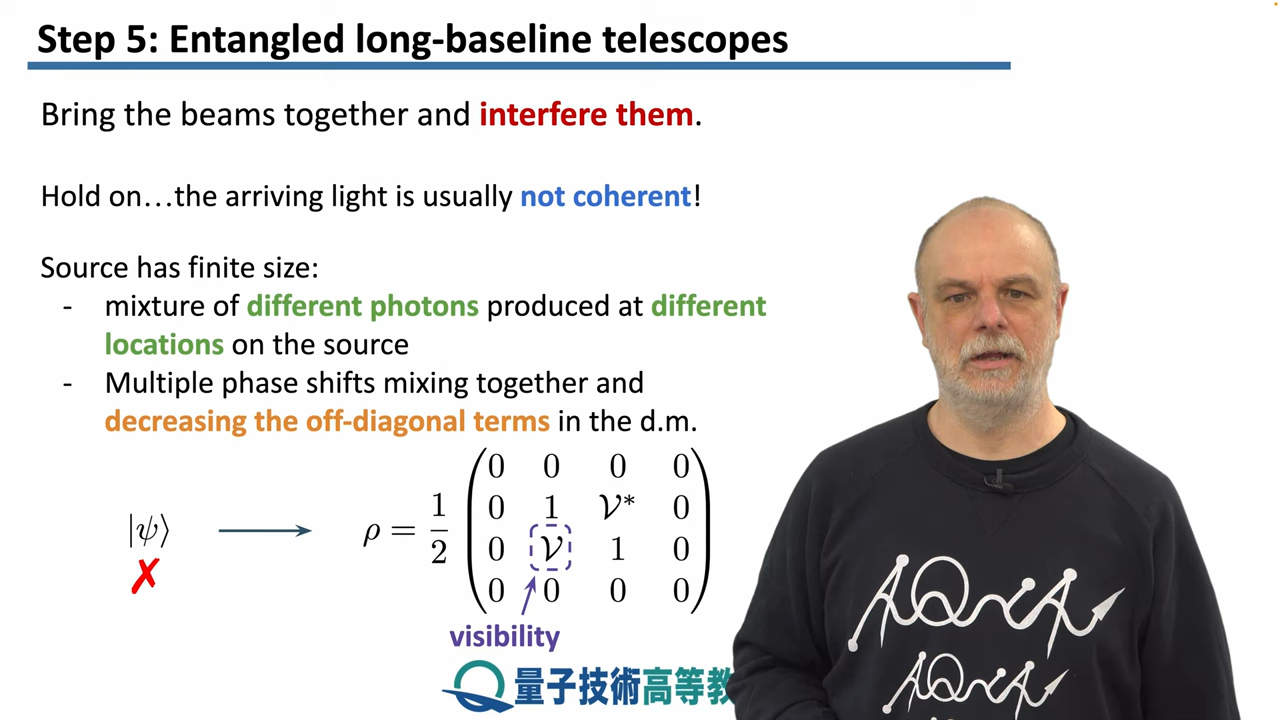 Step 5: Entangled long-baseline telescopes
Bring the beams together and interfere them.
Hold on…the arriving light is usually not coherent!
Source has finite size:
- mixture of different photons produced at different
locations on the source
- Multiple phase shifts mixing together and
decreasing the off-diagonal terms in the d.m.
0 0 0 0
|ψ⟩ ⟶ ρ = 1/2
0 1 𝒱* 0
0 𝒱 1 0
✗
0 0 0 0
visibility
量子技術高等教
AQUA
AQUA